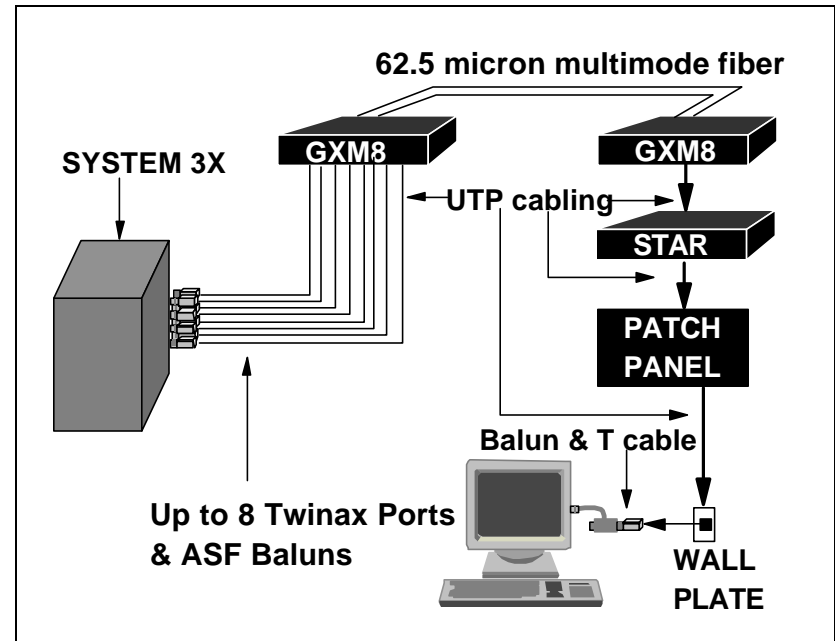 62.5 micron multimode fiber
GXM8
GXM8
SYSTEM 3X
UTP cabling
STAR
PATCH
PANEL
Balun & T cable
Up to 8 Twinax Ports
& ASF Baluns
WALL
PLATE